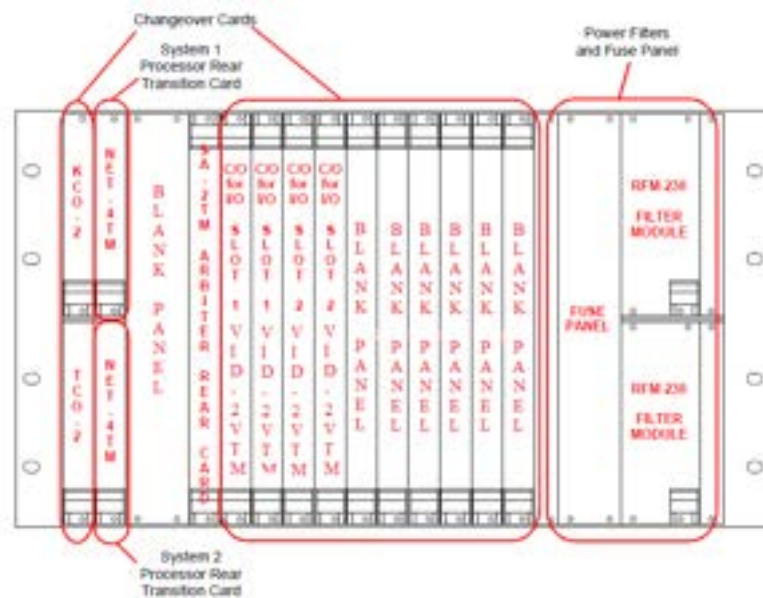 Changeover Cards
System 1
Processor Rear
Transition Card
Power Filters
and Fuse Panel
KCO-2
NET-4TM
BLANK PANEL
SA-2TM ARBITER REAR CARD
C/O for I/O SLOT 1 VID-2VTM
C/O for I/O SLOT 1 VID-2VTM
C/O for I/O SLOT 2 VID-2VTM
C/O for I/O SLOT 2 VID-2VTM
BLANK PANEL
BLANK PANEL
BLANK PANEL
BLANK PANEL
BLANK PANEL
BLANK PANEL
FUSE
PANEL
RFM-230
FILTER
MODULE
TCO-2
NET-4TM
RFM-230
FILTER
MODULE
System 2
Processor Rear
Transition Card